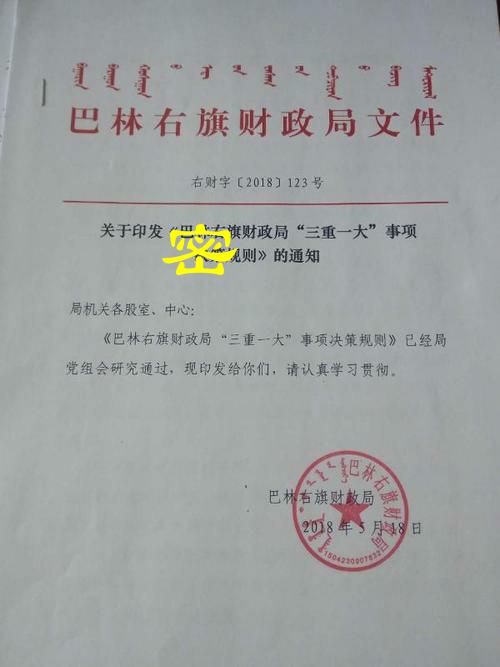 巴林右旗财政局文件
右财字〔2018〕123号
关于印发《巴林右旗财政局“三重一大”事项
决策规则》的通知
密
局机关各股室、中心：
《巴林右旗财政局“三重一大”事项决策规则》已经局
党组会研究通过，现印发给你们，请认真学习贯彻。
巴林右旗财政局
2018年5月18日
巴林右旗财政局